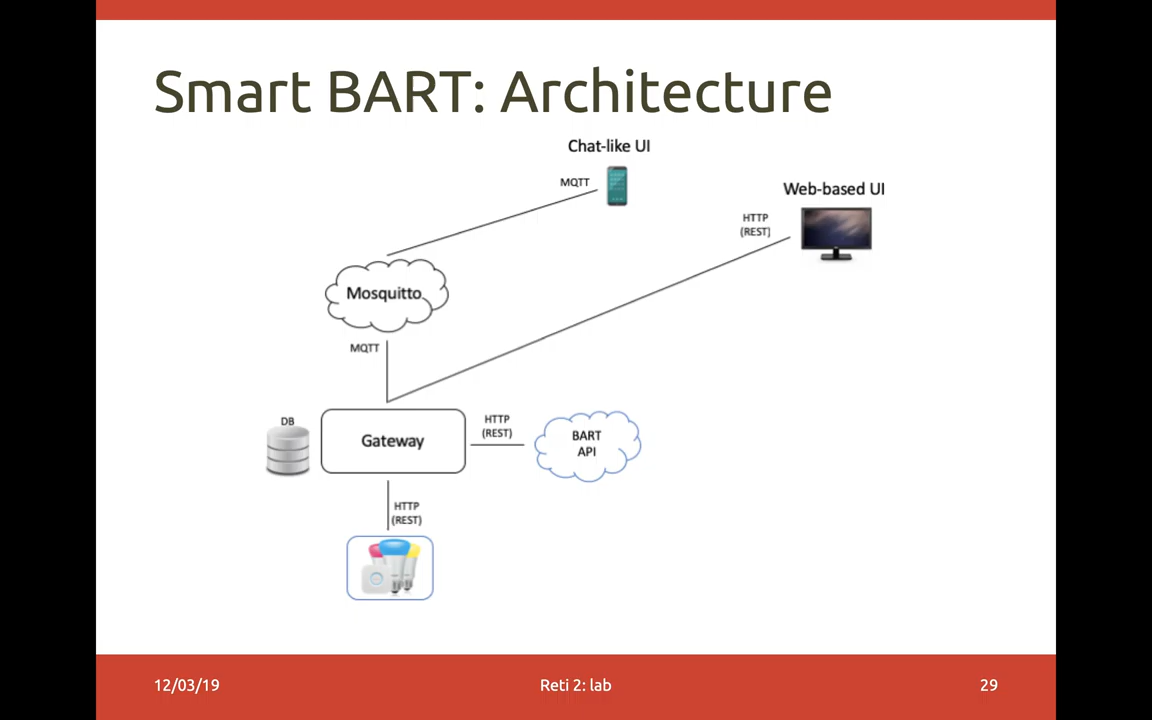 Smart BART: Architecture
Chat-like UI
MQTT
Web-based UI
HTTP
(REST)
Mosquitto
MQTT
DB
Gateway
HTTP
(REST)
BART
API
HTTP
(REST)
12/03/19
Reti 2: lab
29